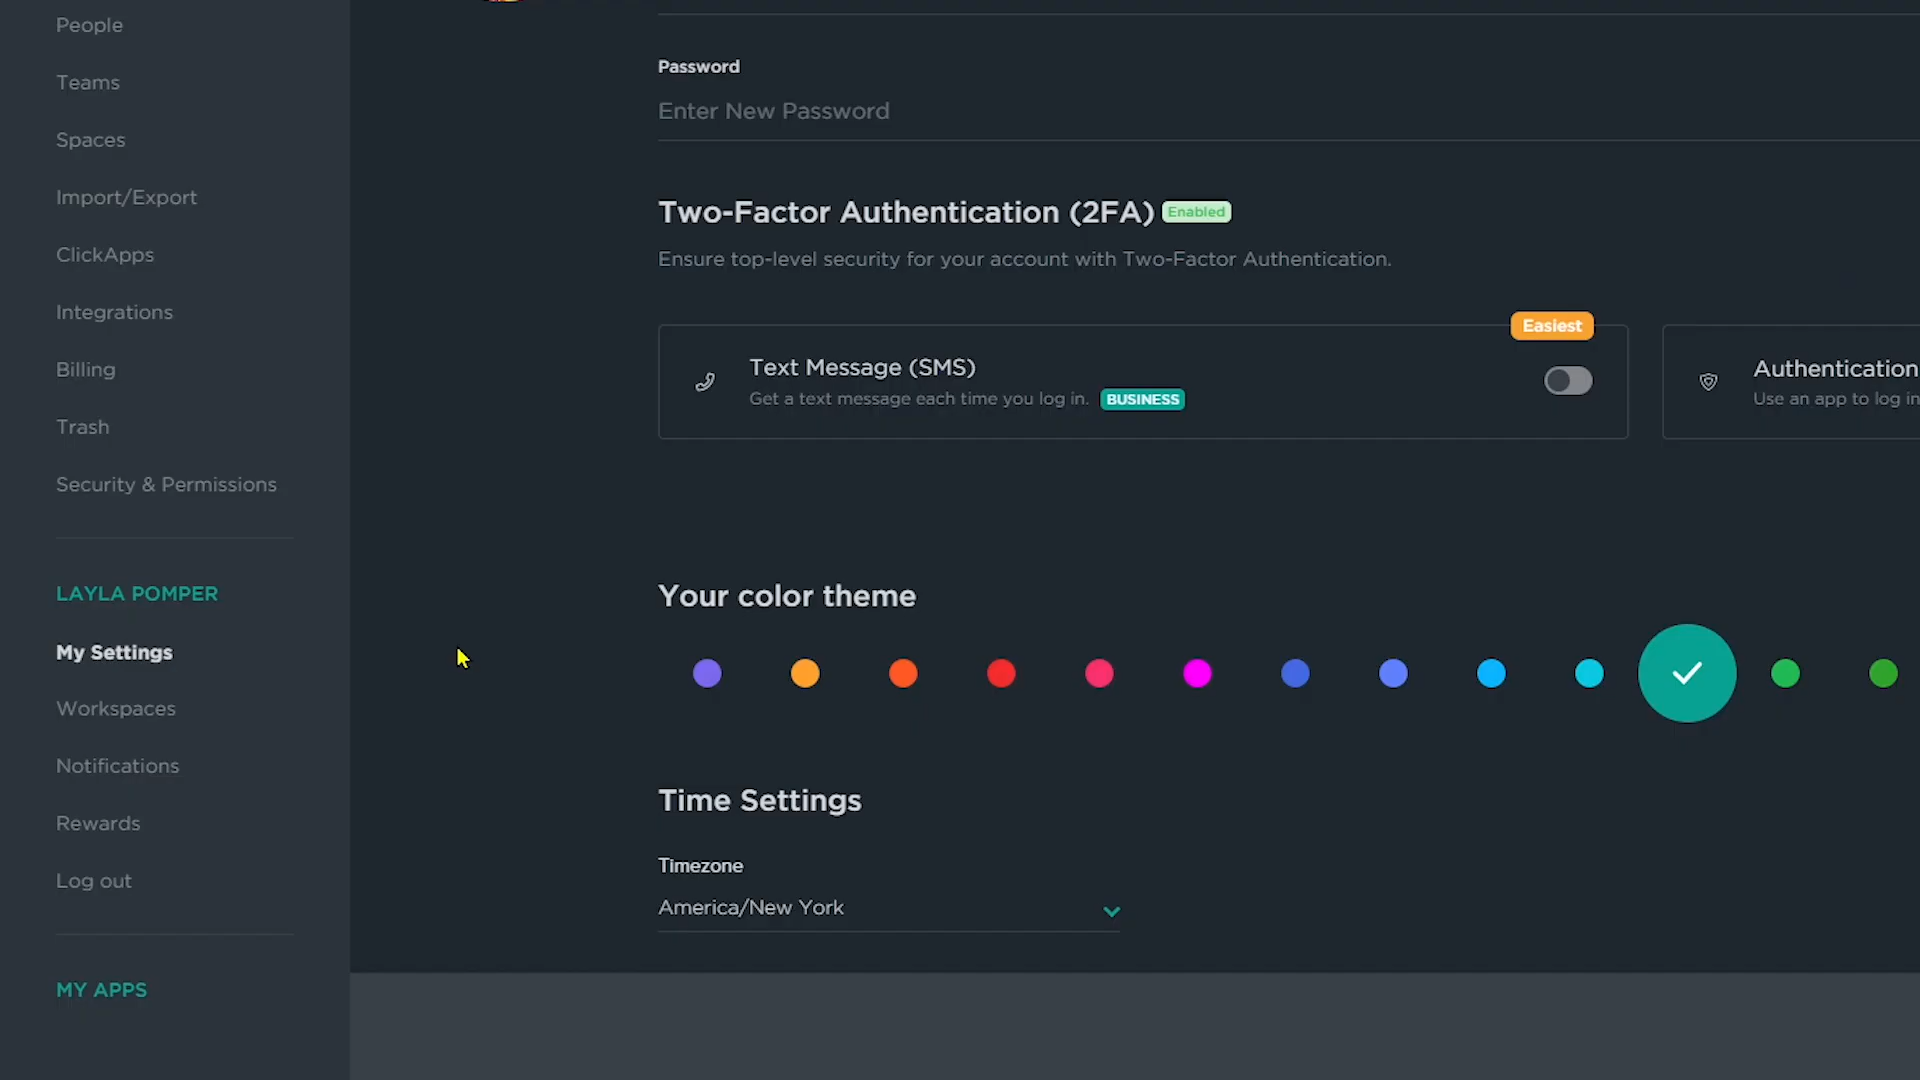 People
Teams
Spaces
Import/Export
ClickApps
Integrations
Billing
Trash
Security & Permissions
LAYLA POMPER
My Settings
Workspaces
Notifications
Rewards
Log out
MY APPS
Password
Enter New Password
Two-Factor Authentication (2FA) Enabled
Ensure top-level security for your account with Two-Factor Authentication.
Easiest
Text Message (SMS)
Get a text message each time you log in. BUSINESS
Authentication
Use an app to log in
Your color theme
Time Settings
Timezone
America/New York